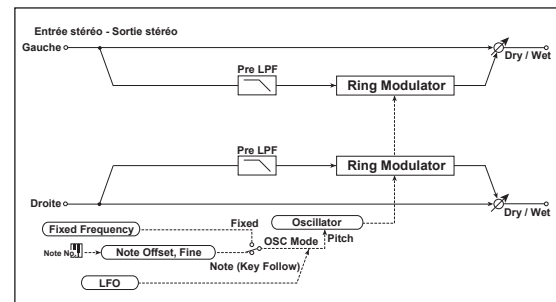 Entrée stéréo - Sortie stéréo
Gauche
Dry / Wet
Pre LPF
Ring Modulator
Pre LPF
Ring Modulator
Droite
Dry / Wet
Fixed Frequency
Fixed
Oscillator
OSC Mode
Pitch
Note No.
Note Offset, Fine
Note (Key Follow)
LFO